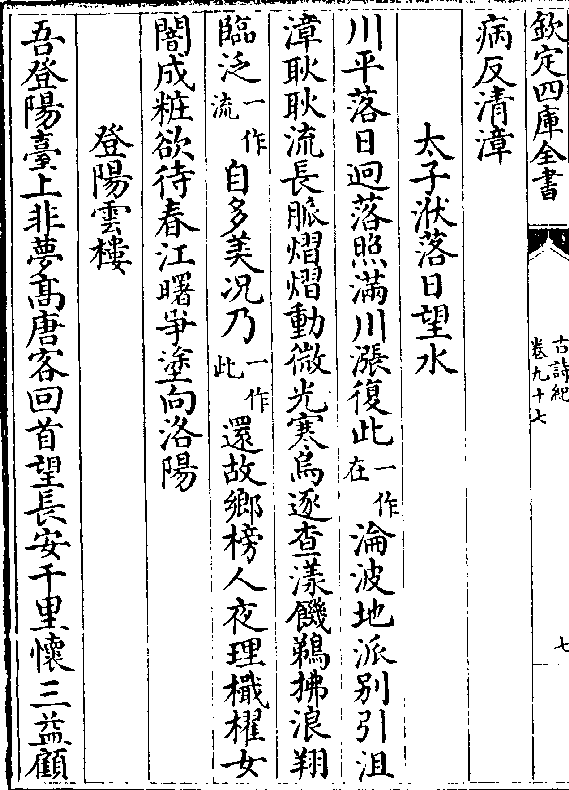 欽定四庫全書
古詩紀
卷九十七
七
病反清漳
太子洑落日望水
川平落日迥落照滿川漲復此一作在淪波地派别引沮
漳耿耿流長脈熠熠動微光寒烏逐查漾饑鵜拂浪翔
臨泛一作流自多美况乃一作此還故鄉榜人夜理檝櫂女
闇成粧欲待春江曙爭塗向洛陽
登陽雲樓
吾登陽臺上非夢髙唐客回首望長安千里懷三益顧